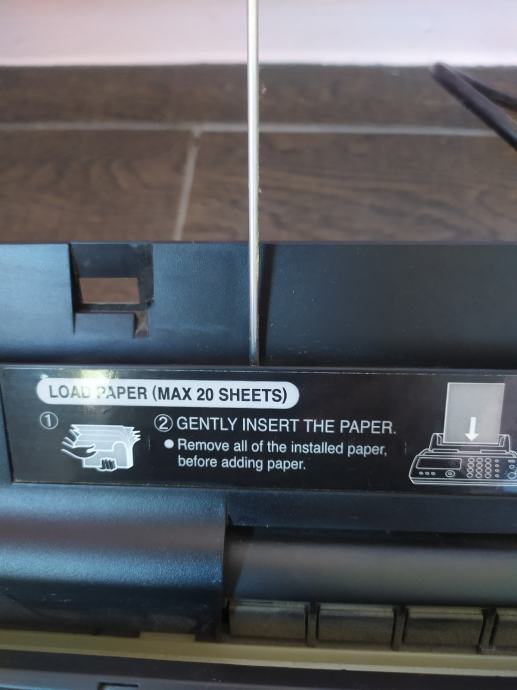 LOAD PAPER (MAX 20 SHEETS)
① ② GENTLY INSERT THE PAPER.
● Remove all of the installed paper,
before adding paper.